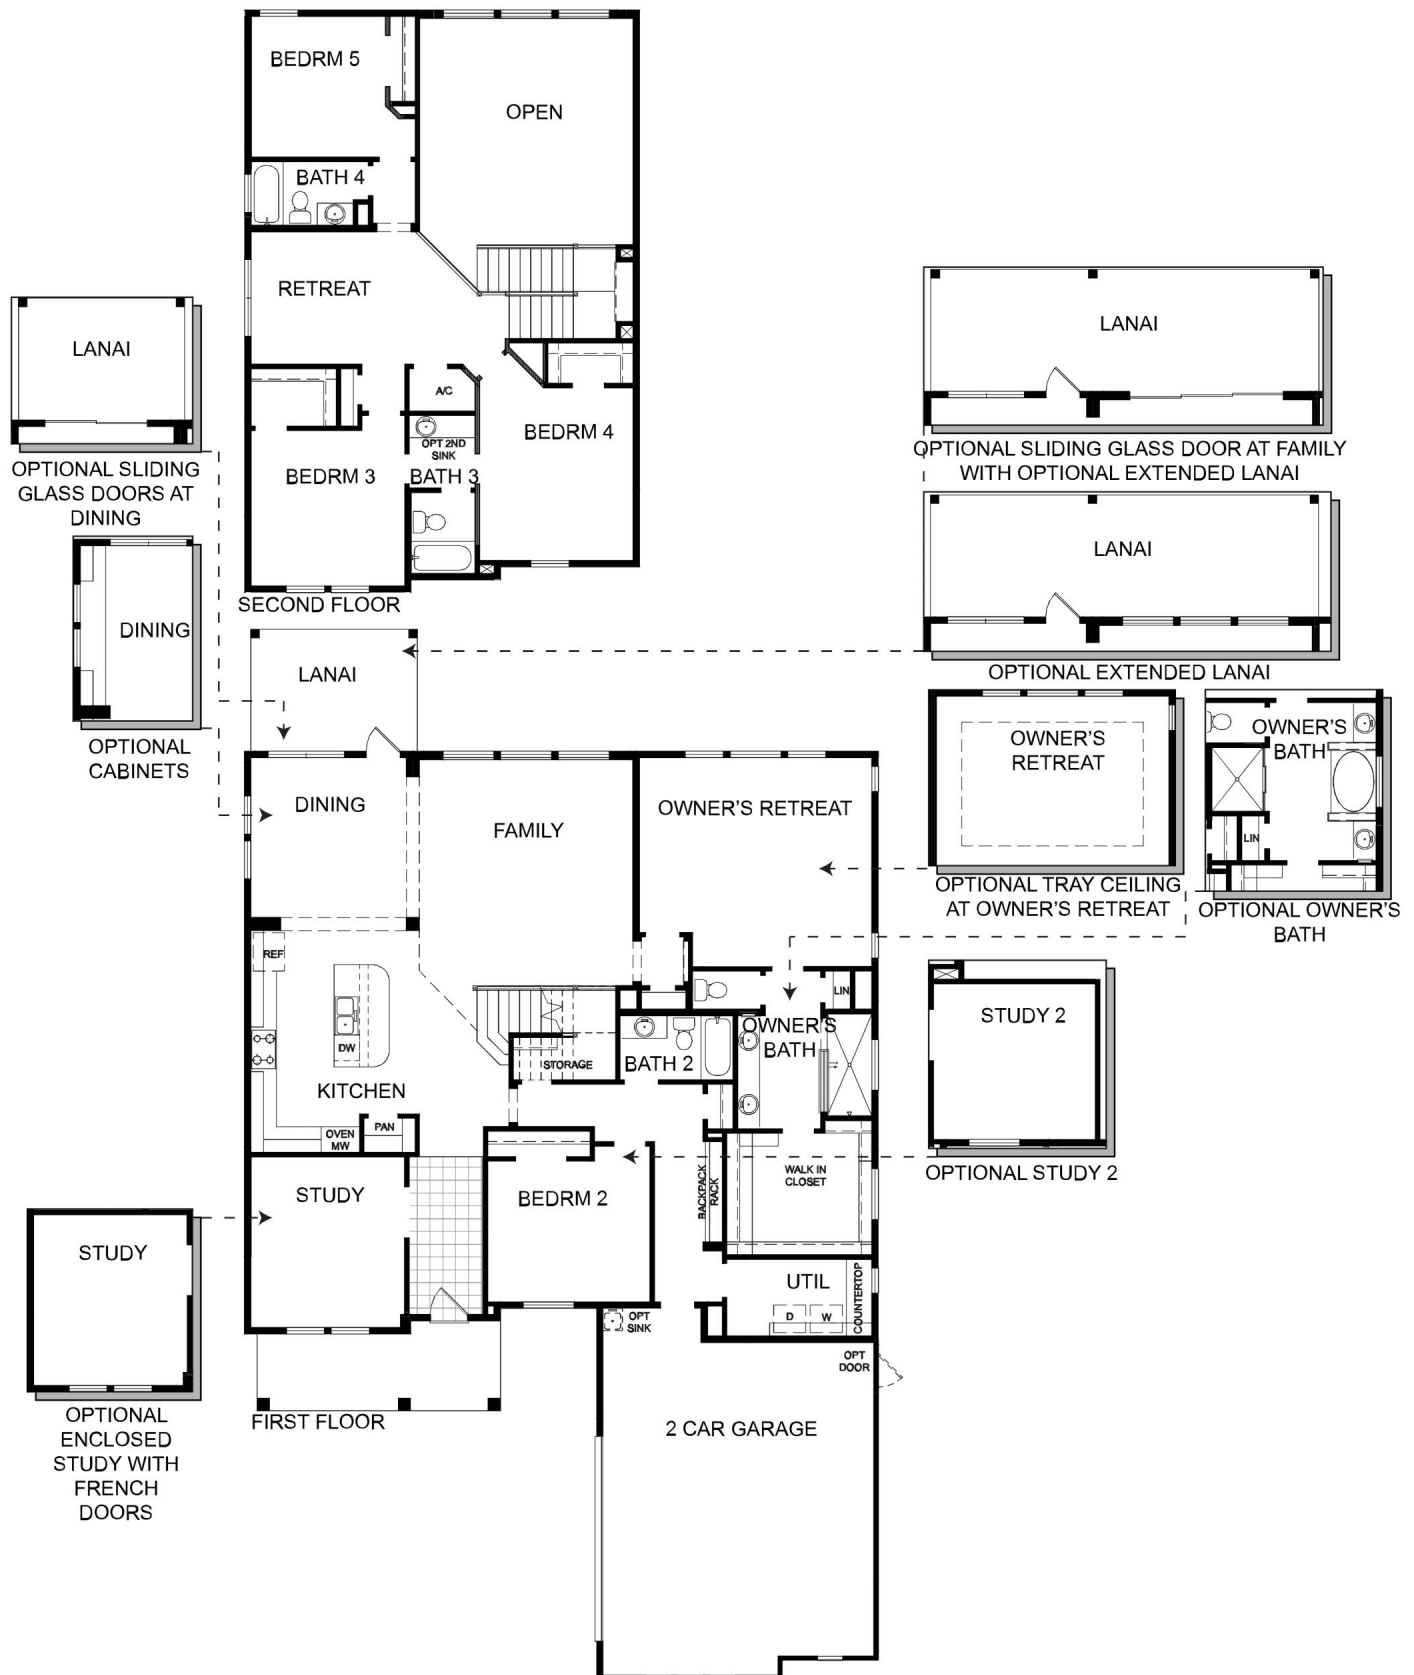 BEDRM 5
OPEN
BATH 4
RETREAT
A/C
OPT 2ND
SINK
BEDRM 4
BEDRM 3
BATH 3
SECOND FLOOR
LANAI
OPTIONAL SLIDING
GLASS DOORS AT
DINING
DINING
OPTIONAL
CABINETS
LANAI
OPTIONAL SLIDING GLASS DOOR AT FAMILY
WITH OPTIONAL EXTENDED LANAI
LANAI
OPTIONAL EXTENDED LANAI
OWNER'S
RETREAT
OPTIONAL TRAY CEILING
AT OWNER'S RETREAT
OWNER'S
BATH
LIN
OPTIONAL OWNER'S
BATH
STUDY 2
OPTIONAL STUDY 2
LANAI
DINING
FAMILY
OWNER'S RETREAT
REF
DW
KITCHEN
OVEN
MW
PAN
STORAGE
BATH 2
OWNER'S
BATH
LIN
STUDY
BEDRM 2
BACKPACK
RACK
WALK IN
CLOSET
UTIL
D
W
COUNTERTOP
OPT
SINK
OPT
DOOR
2 CAR GARAGE
FIRST FLOOR
STUDY
OPTIONAL
ENCLOSED
STUDY WITH
FRENCH
DOORS